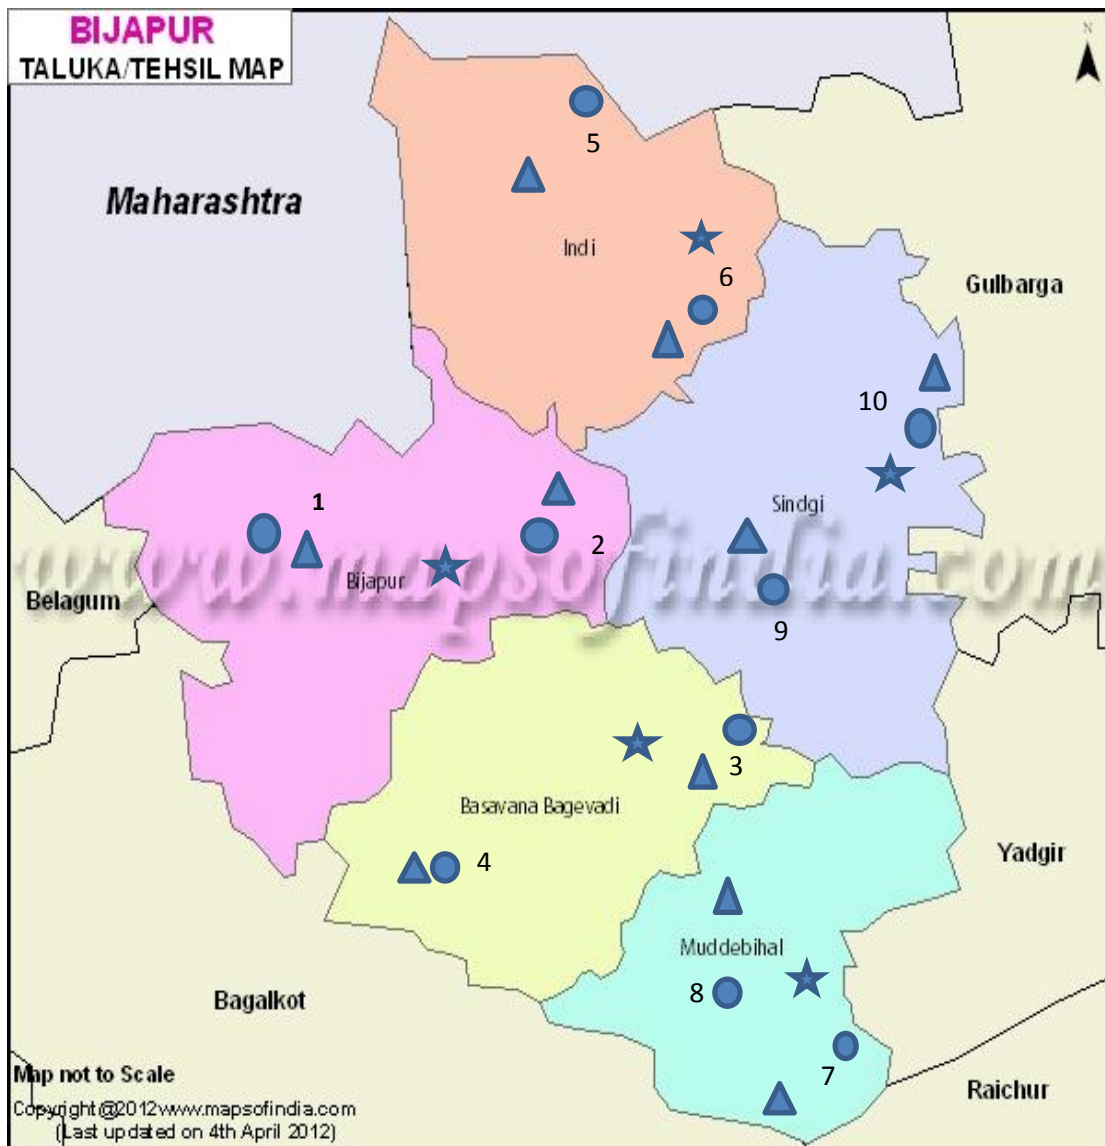 BIJAPUR
TALUKA/TEHSIL MAP
N
5
Maharashtra
Indi
6
Gulbarga
10
1
Sindgi
2
www.mapsofindia.com
Bijapur
Belagum
9
3
Basavana Bagevadi
4
Yadgir
Muddebihal
8
Bagalkot
7
Map not to Scale
Raichur
Copyright@2012www.mapsofindia.com
(Last updated on 4th April 2012)